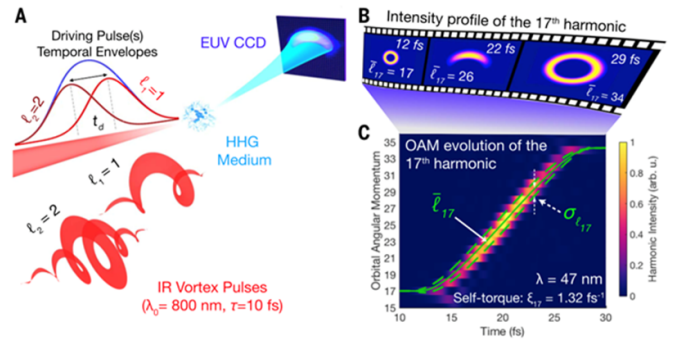 A
Driving Pulse(s)
Temporal Envelopes
ℓ₂=2
ℓ₁=1
t_d
EUV CCD
HHG
Medium
ℓ₁ = 1
ℓ₂ = 2
IR Vortex Pulses
(λ₀= 800 nm, τ=10 fs)
B
Intensity profile of the 17th harmonic
12 fs
ℓ̅₁₇ = 17
22 fs
ℓ̅₁₇ = 26
29 fs
ℓ̅₁₇ = 34
C
OAM evolution of the
17th harmonic
ℓ̅₁₇
σ_ℓ₁₇
λ = 47 nm
Self-torque: ξ₁₇ = 1.32 fs⁻¹
Orbital Angular Momentum
35
33
31
29
27
25
23
21
19
17
15
10
15
20
25
30
Time (fs)
1
0.8
0.6
0.4
0.2
0
Harmonic Intensity (arb. u.)